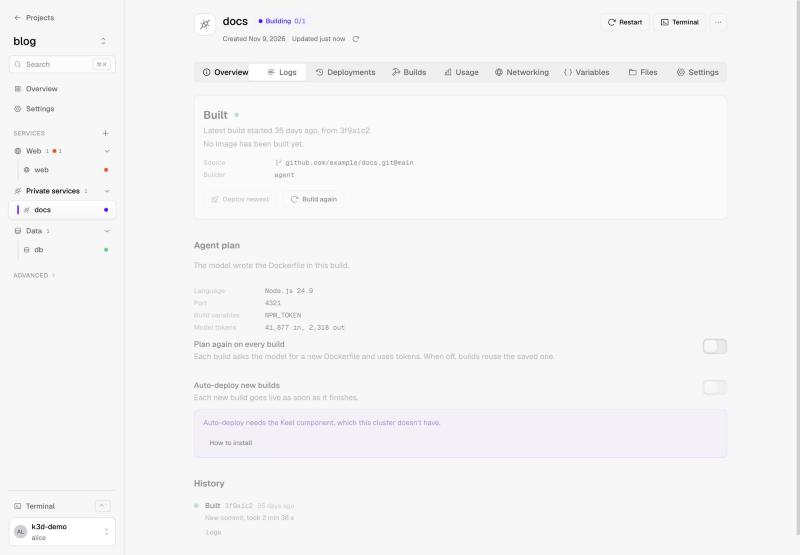 Projects
blog
Search
⌘K
Overview
Settings
SERVICES
Web 1 1
web
Private services 1
docs
Data 1
db
ADVANCED
Terminal
AL
k3d-demo
alice
docs
Building 0/1
Created Nov 9, 2026 Updated just now
Restart
Terminal
Overview
Logs
Deployments
Builds
Usage
Networking
Variables
Files
Settings
Built
Latest build started 35 days ago, from 3f9a1c2
No image has been built yet.
Source github.com/example/docs.git@main
Builder agent
Deploy newest
Build again
Agent plan
The model wrote the Dockerfile in this build.
Language Node.js 24.9
Port 4321
Build variables NPM_TOKEN
Model tokens 41,877 in, 2,318 out
Plan again on every build
Each build asks the model for a new Dockerfile and uses tokens. When off, builds reuse the saved one.
Auto-deploy new builds
Each new build goes live as soon as it finishes.
Auto-deploy needs the Keel component, which this cluster doesn't have.
How to install
History
Built 3f9a1c2 35 days ago
New commit, took 2 min 36 s
Logs